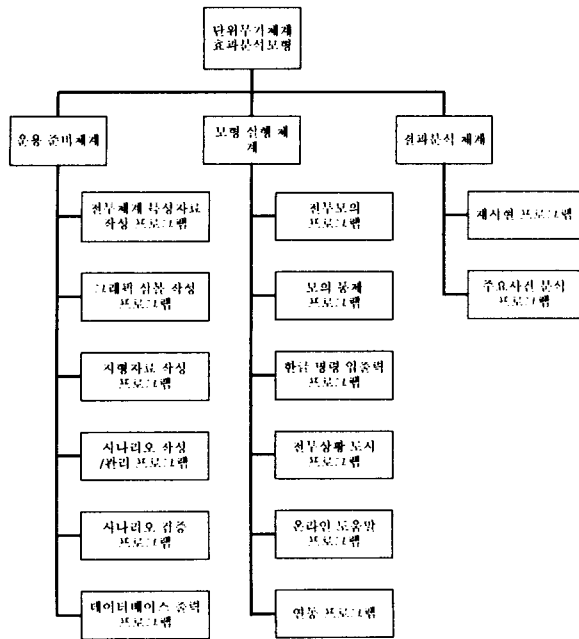 단위무기체계
효과분석모형
운용 준비체계
모형 실행 체
계
결과분석 체계
전투체계 특성자료
작성 프로그램
그래픽 심볼 작성
프로그램
지형자료 작성
프로그램
시나리오 작성
/관리 프로그램
시나리오 검증
프로그램
데이터베이스 출력
프로그램
전투모의
프로그램
모의 통제
프로그램
한글 명령 입출력
프로그램
전투상황 도시
프로그램
온라인 도움말
프로그램
연동 프로그램
재시현 프로그램
주요사건 분석
프로그램